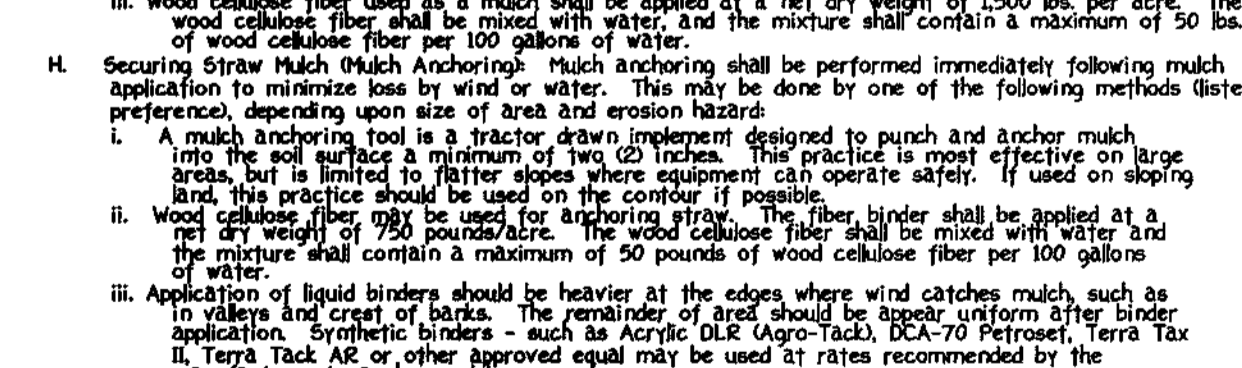 iii. Wood cellulose fiber used as a mulch shall be applied at a net dry weight of 1,500 lbs. per acre. The
wood cellulose fiber shall be mixed with water, and the mixture shall contain a maximum of 50 lbs.
of wood cellulose fiber per 100 gallons of water.
H. Securing Straw Mulch (Mulch Anchoring): Mulch anchoring shall be performed immediately following mulch
application to minimize loss by wind or water. This may be done by one of the following methods (liste
preference), depending upon size of area and erosion hazard:
i. A mulch anchoring tool is a tractor drawn implement designed to punch and anchor mulch
into the soil surface a minimum of two (2) inches. This practice is most effective on large
areas, but is limited to flatter slopes where equipment can operate safely. If used on sloping
land, this practice should be used on the contour if possible.
ii. Wood cellulose fiber may be used for anchoring straw. The fiber binder shall be applied at a
net dry weight of 750 pounds/acre. The wood cellulose fiber shall be mixed with water and
the mixture shall contain a maximum of 50 pounds of wood cellulose fiber per 100 gallons
of water.
iii. Application of liquid binders should be heavier at the edges where wind catches mulch, such as
in valleys and crest of barks. The remainder of area should be appear uniform after binder
application. Synthetic binders - such as Acrylic DLR (Agro-Tack), DCA-70 Petroset, Terra Tax
II, Terra Tack AR or other approved equal may be used at rates recommended by the